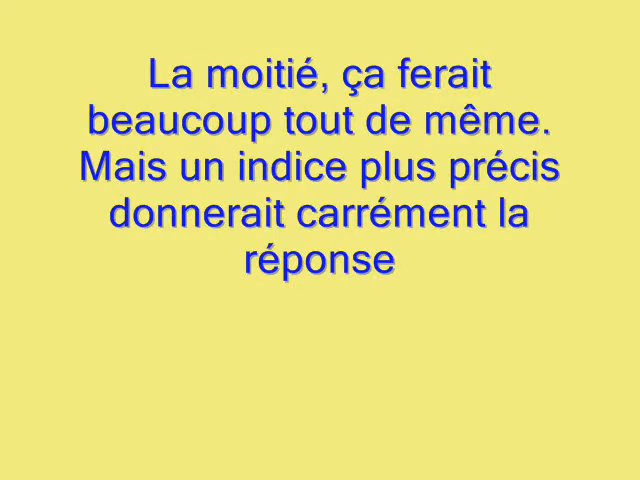 La moitié, ça ferait
beaucoup tout de même.
Mais un indice plus précis
donnerait carrément la
réponse